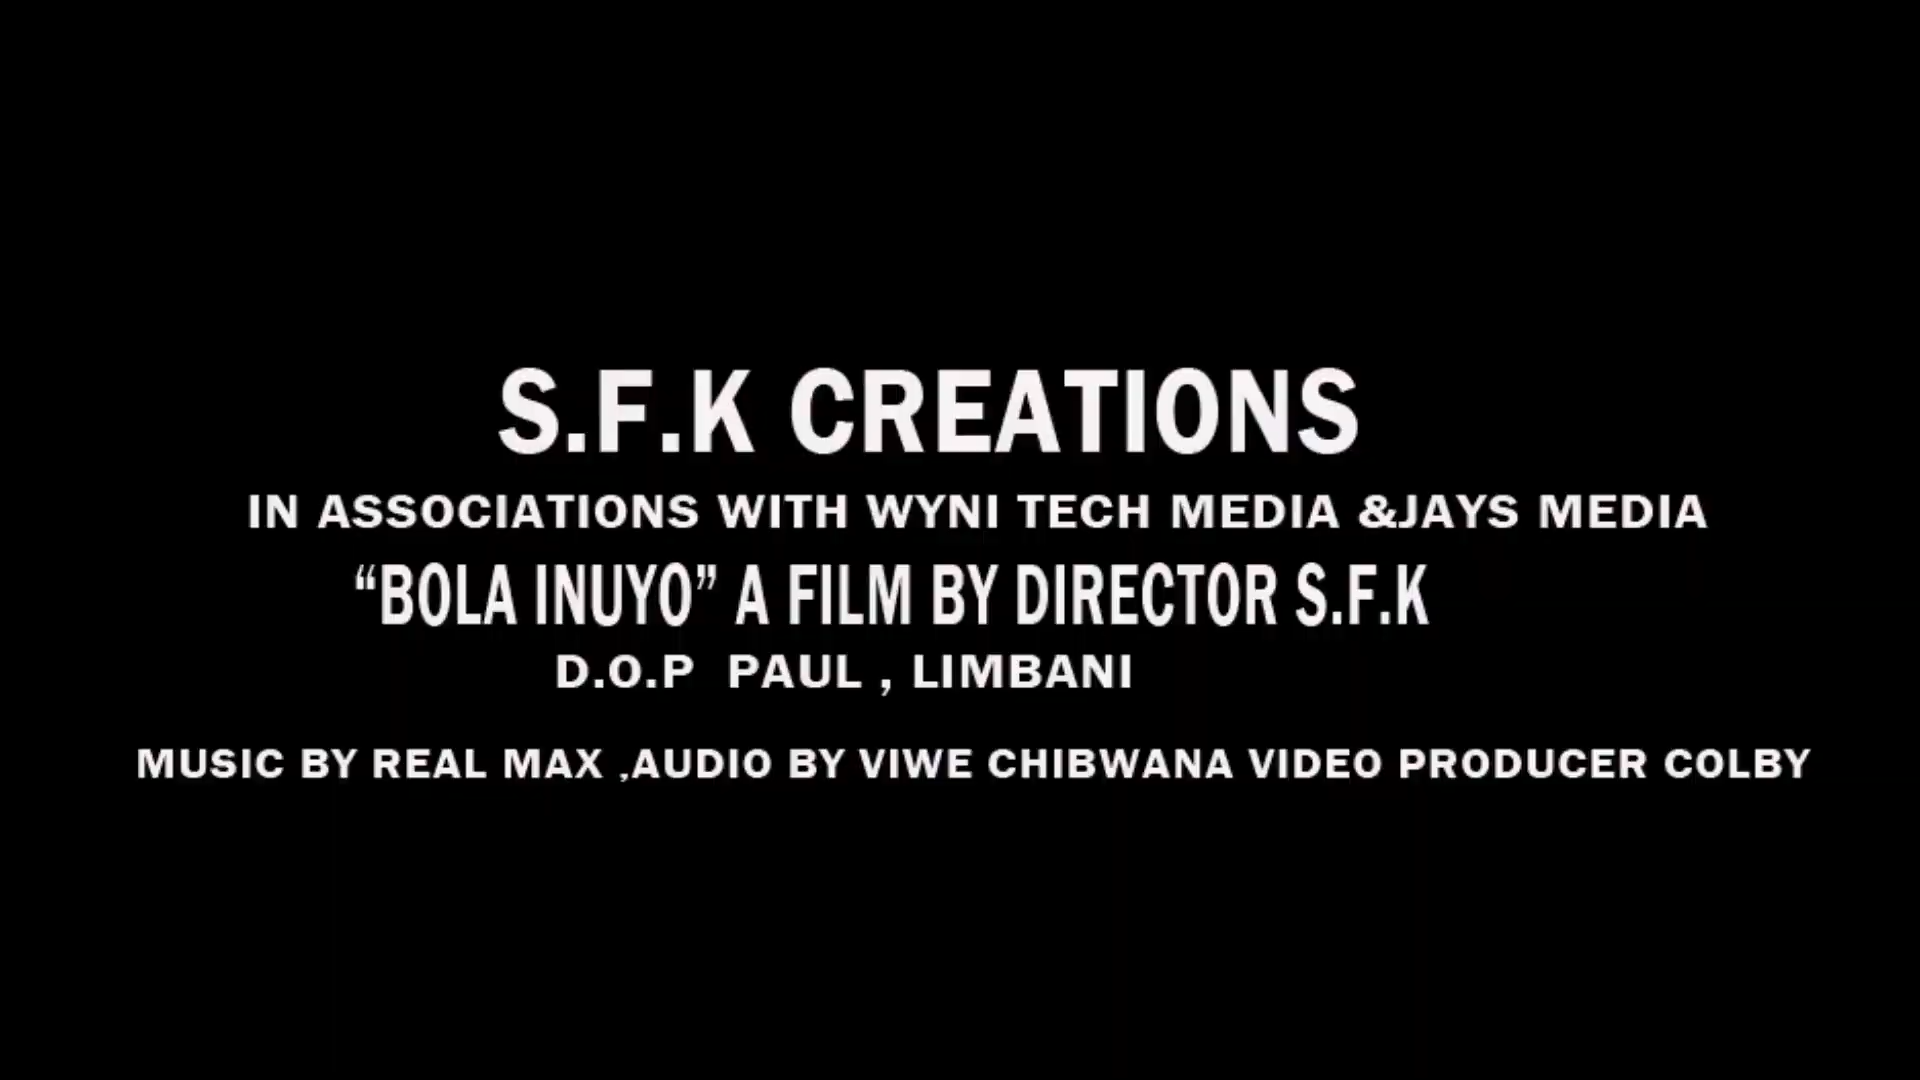 S.F.K CREATIONS
IN ASSOCIATIONS WITH WYNI TECH MEDIA &JAYS MEDIA
“BOLA INUYO” A FILM BY DIRECTOR S.F.K
D.O.P PAUL , LIMBANI
MUSIC BY REAL MAX ,AUDIO BY VIWE CHIBWANA VIDEO PRODUCER COLBY